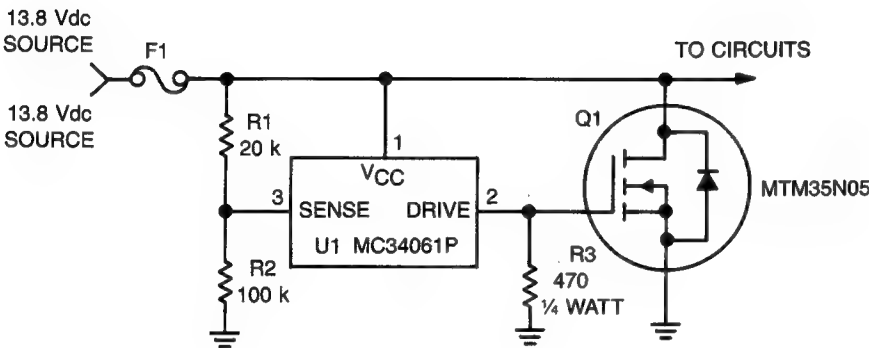 13.8 Vdc
SOURCE
F1
13.8 Vdc
SOURCE
TO CIRCUITS
R1
20 k
1
VCC
Q1
3
SENSE
DRIVE
2
U1 MC34061P
MTM35N05
R2
100 k
R3
470
¼ WATT